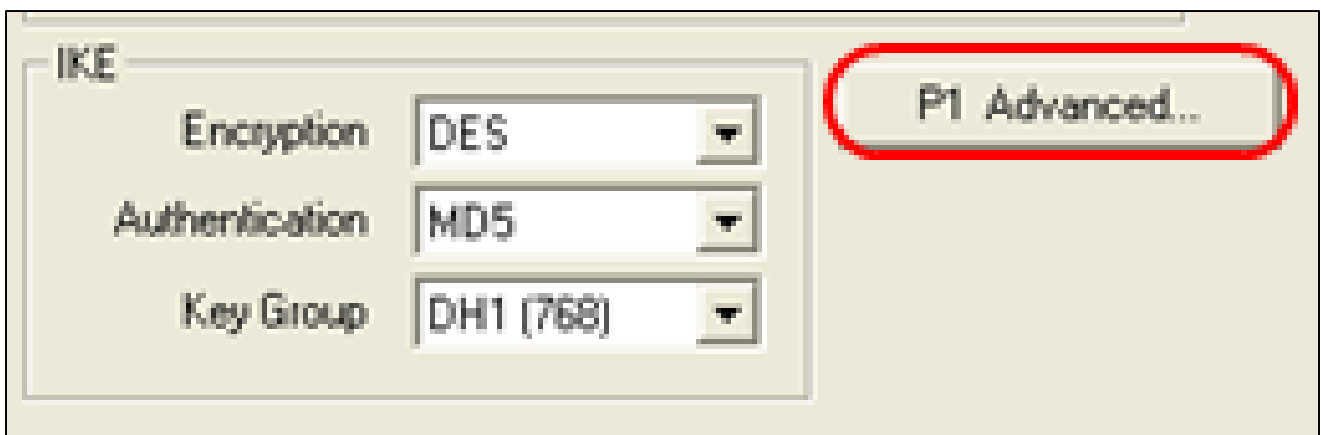 IKE
P1 Advanced...
Encryption DES
Authentication MD5
Key Group DH1 (768)